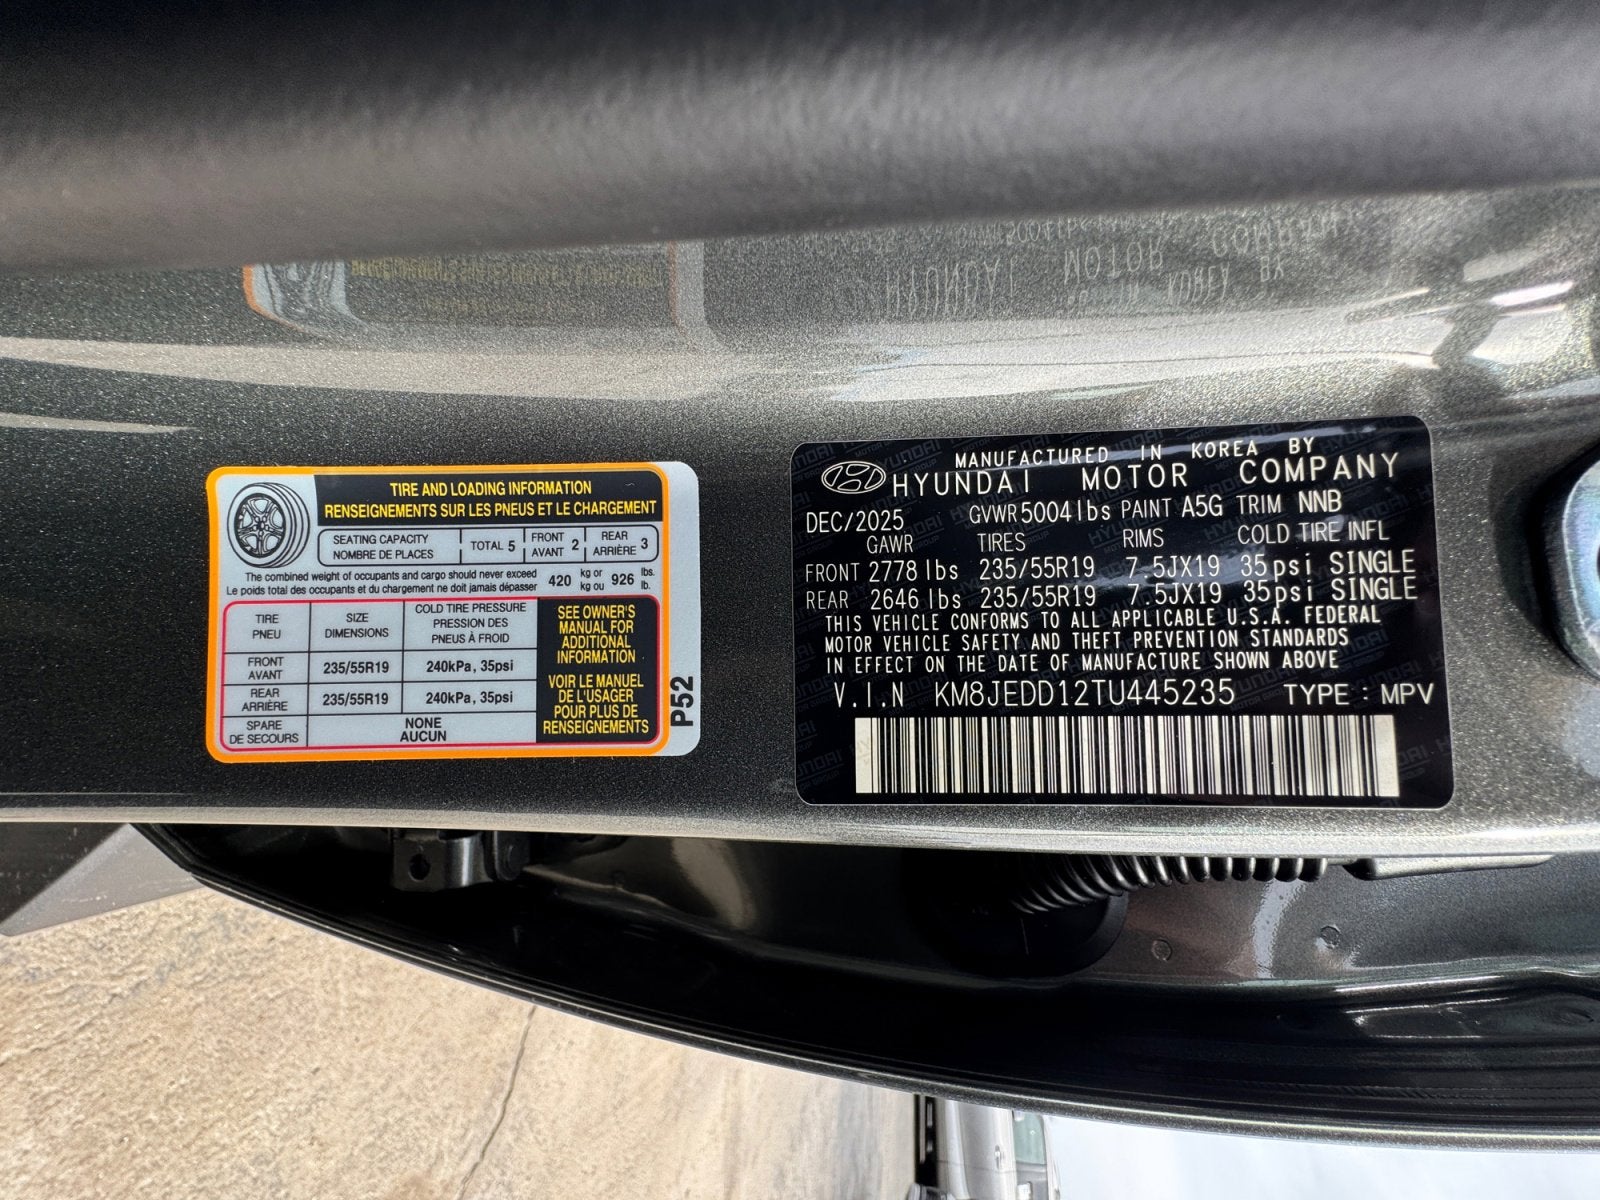 TIRE AND LOADING INFORMATION
RENSEIGNEMENTS SUR LES PNEUS ET LE CHARGEMENT
SEATING CAPACITY
NOMBRE DE PLACES
TOTAL 5
FRONT
AVANT 2
REAR
ARRIÈRE 3
The combined weight of occupants and cargo should never exceed
Le poids total des occupants et du chargement ne doit jamais dépasser
420 kg or
kg ou 926 lbs.
lb.
TIRE
PNEU
SIZE
DIMENSIONS
COLD TIRE PRESSURE
PRESSION DES
PNEUS À FROID
FRONT
AVANT
235/55R19
240kPa, 35psi
REAR
ARRIÈRE
235/55R19
240kPa, 35psi
SPARE
DE SECOURS
NONE
AUCUN
SEE OWNER'S
MANUAL FOR
ADDITIONAL
INFORMATION
VOIR LE MANUEL
DE L'USAGER
POUR PLUS DE
RENSEIGNEMENTS
P52
MANUFACTURED IN KOREA BY
HYUNDAI MOTOR COMPANY
DEC/2025 GVWR 5004lbs PAINT A5G TRIM NNB
GAWR TIRES RIMS COLD TIRE INFL
FRONT 2778 lbs 235/55R19 7.5JX19 35psi SINGLE
REAR 2646 lbs 235/55R19 7.5JX19 35psi SINGLE
THIS VEHICLE CONFORMS TO ALL APPLICABLE U.S.A. FEDERAL
MOTOR VEHICLE SAFETY AND THEFT PREVENTION STANDARDS
IN EFFECT ON THE DATE OF MANUFACTURE SHOWN ABOVE
V.I.N KM8JEDD12TU445235 TYPE : MPV